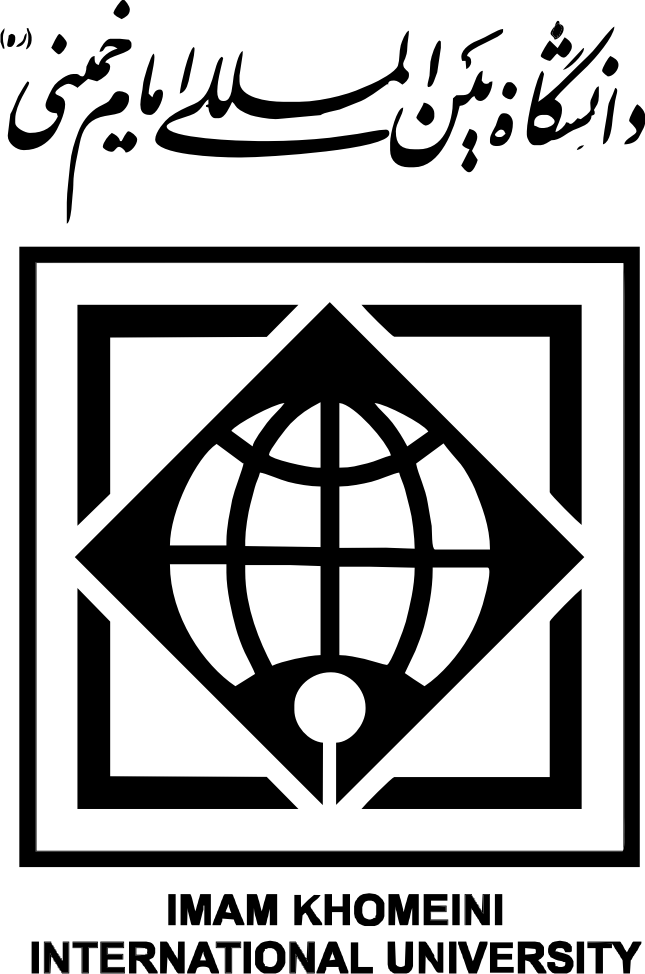 دانشگاه بین المللی امام خمینی (ره)
IMAM KHOMEINI
INTERNATIONAL UNIVERSITY